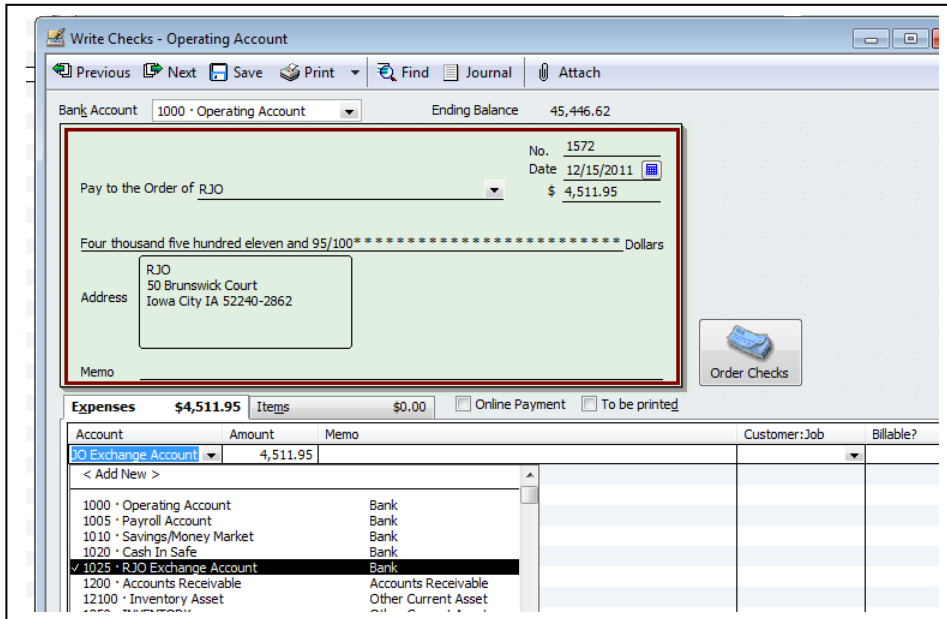 Write Checks - Operating Account
Previous Next Save Print Find Journal Attach
Bank Account 1000 · Operating Account Ending Balance 45,446.62
No. 1572
Date 12/15/2011
Pay to the Order of RJO $ 4,511.95
Four thousand five hundred eleven and 95/100* * * * * * * * * * * * * * * * * * * * * * * * * * Dollars
RJO
50 Brunswick Court
Address Iowa City IA 52240-2862
Memo
Order Checks
Expenses $4,511.95 Items $0.00 Online Payment To be printed
Account Amount Memo Customer:Job Billable?
JO Exchange Account 4,511.95
< Add New >
1000 · Operating Account Bank
1005 · Payroll Account Bank
1010 · Savings/Money Market Bank
1020 · Cash In Safe Bank
✓ 1025 · RJO Exchange Account Bank
1200 · Accounts Receivable Accounts Receivable
12100 · Inventory Asset Other Current Asset